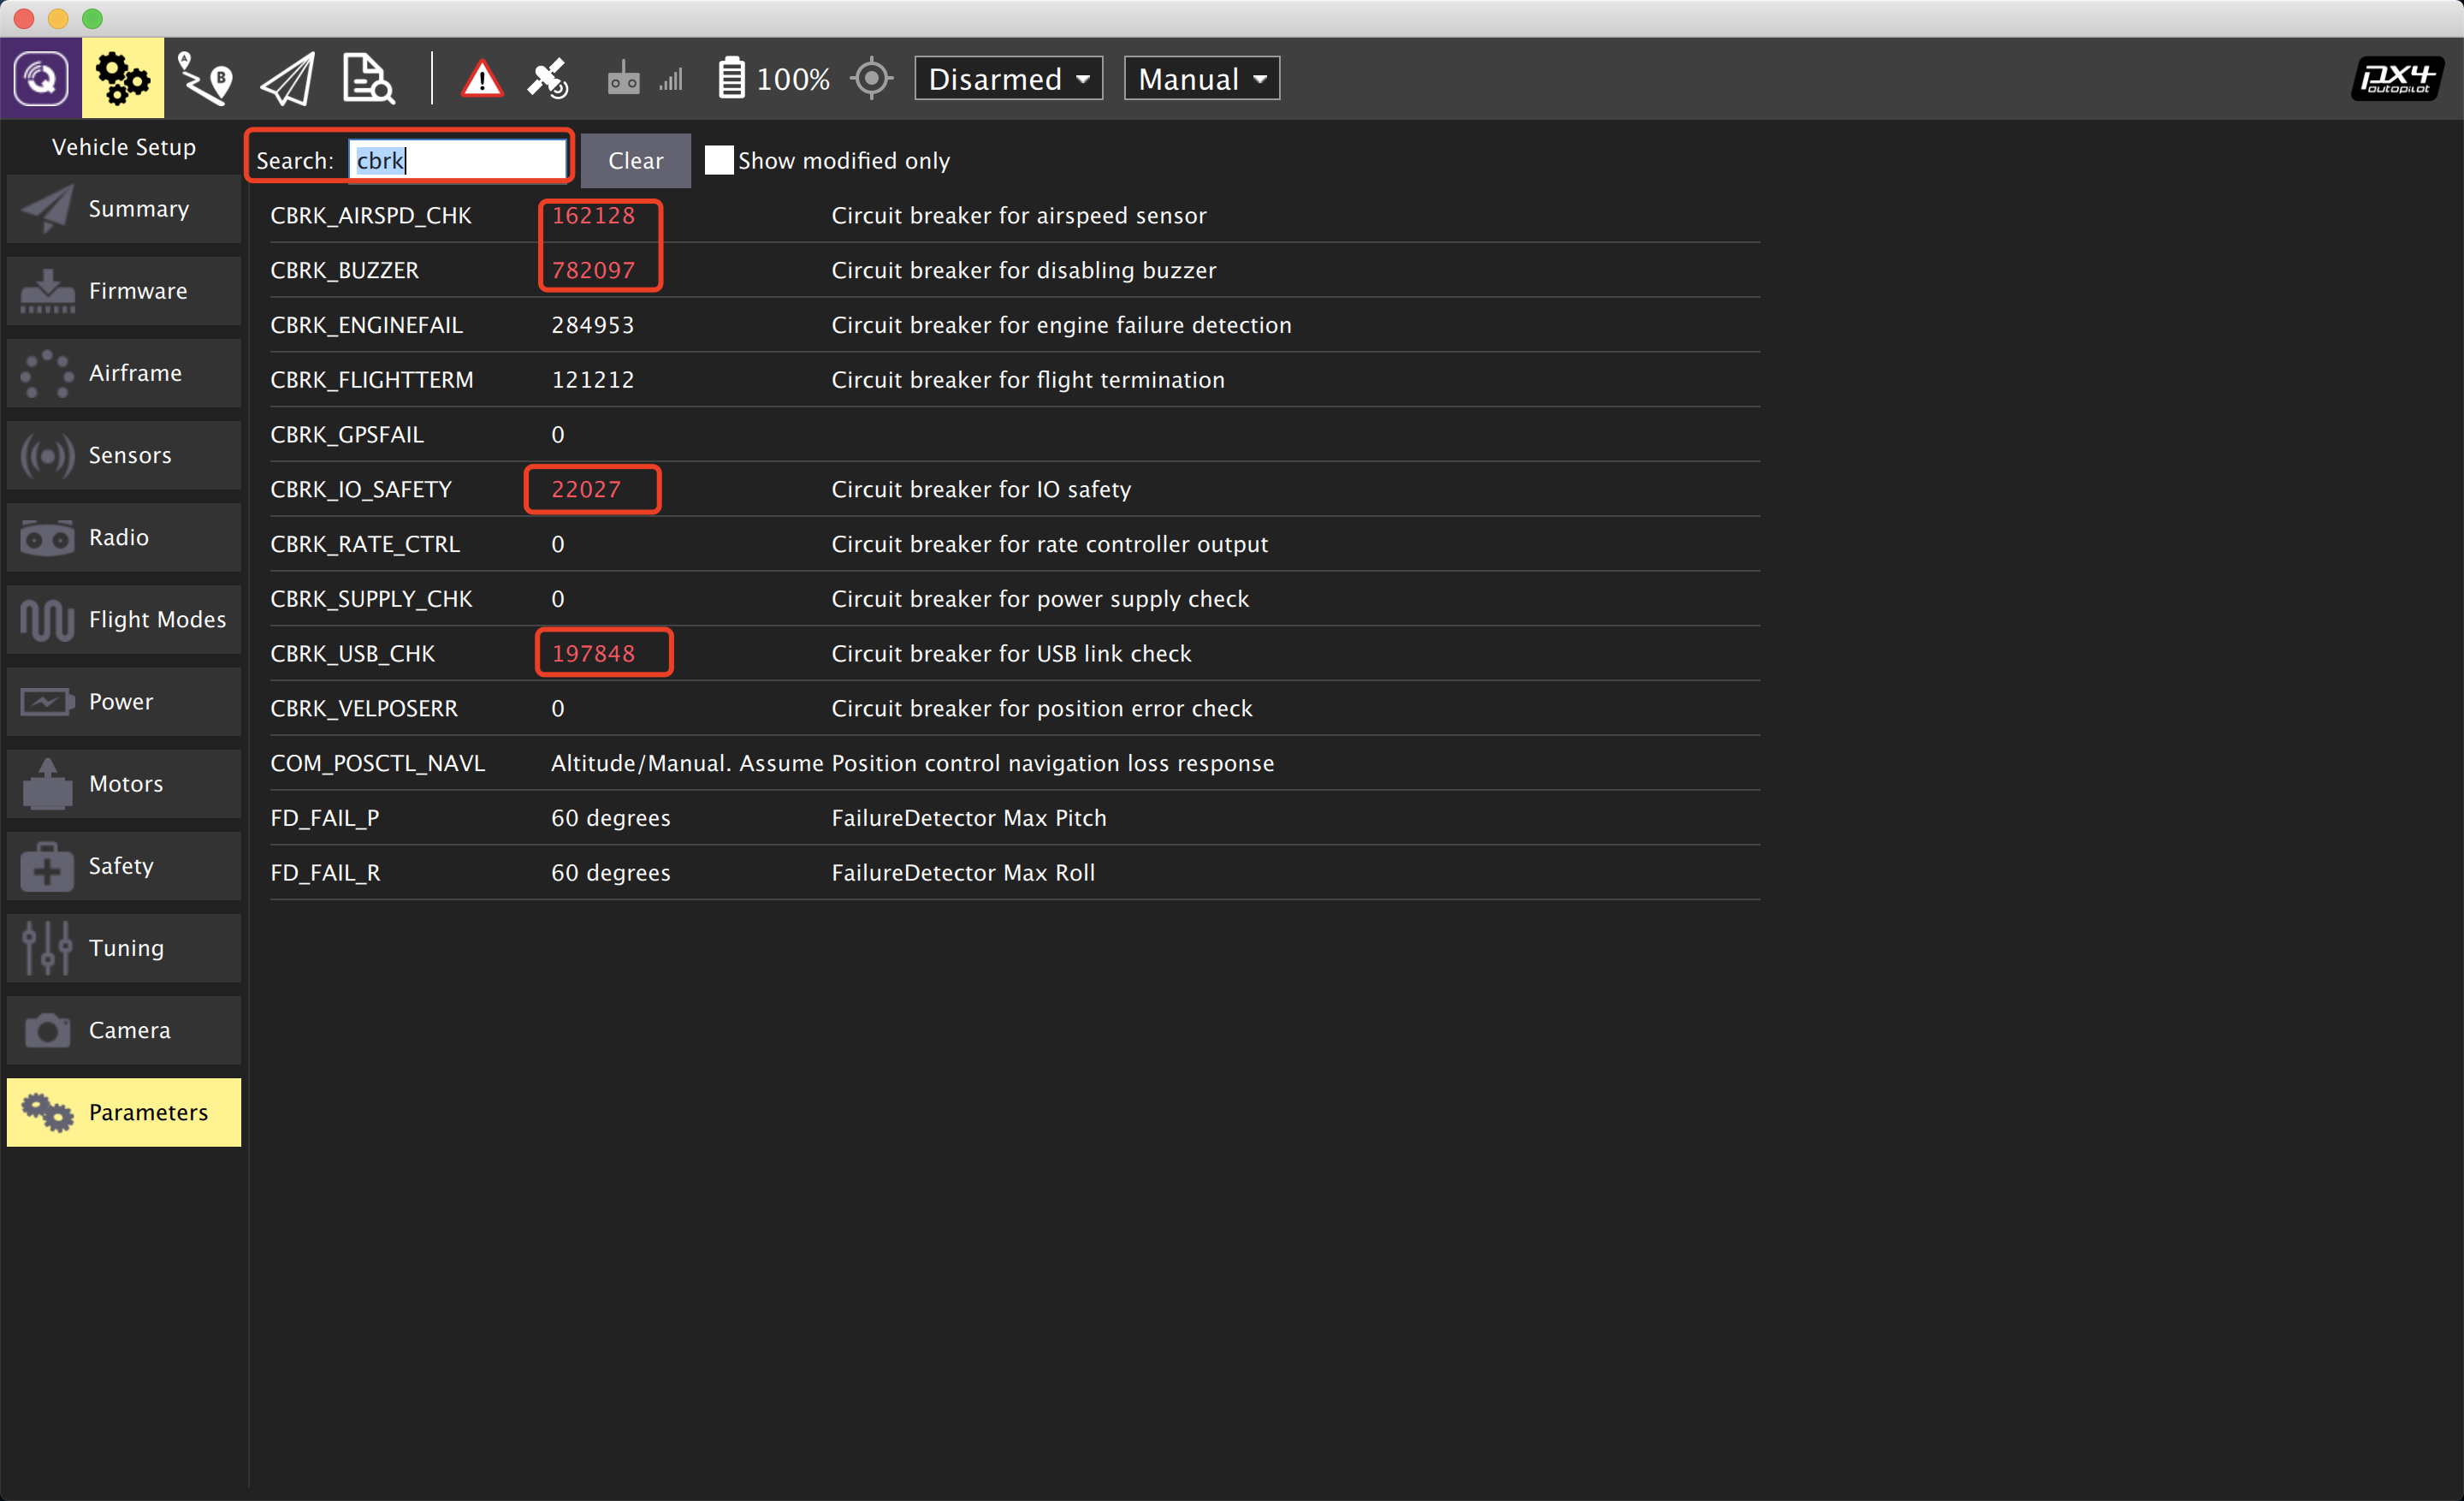 100% Disarmed Manual
px4 autopilot
Vehicle Setup
Search: cbrk Clear Show modified only
Summary
Firmware
Airframe
Sensors
Radio
Flight Modes
Power
Motors
Safety
Tuning
Camera
Parameters
CBRK_AIRSPD_CHK 162128 Circuit breaker for airspeed sensor
CBRK_BUZZER 782097 Circuit breaker for disabling buzzer
CBRK_ENGINEFAIL 284953 Circuit breaker for engine failure detection
CBRK_FLIGHTTERM 121212 Circuit breaker for flight termination
CBRK_GPSFAIL 0
CBRK_IO_SAFETY 22027 Circuit breaker for IO safety
CBRK_RATE_CTRL 0 Circuit breaker for rate controller output
CBRK_SUPPLY_CHK 0 Circuit breaker for power supply check
CBRK_USB_CHK 197848 Circuit breaker for USB link check
CBRK_VELPOSERR 0 Circuit breaker for position error check
COM_POSCTL_NAVL Altitude/Manual. Assume Position control navigation loss response
FD_FAIL_P 60 degrees FailureDetector Max Pitch
FD_FAIL_R 60 degrees FailureDetector Max Roll